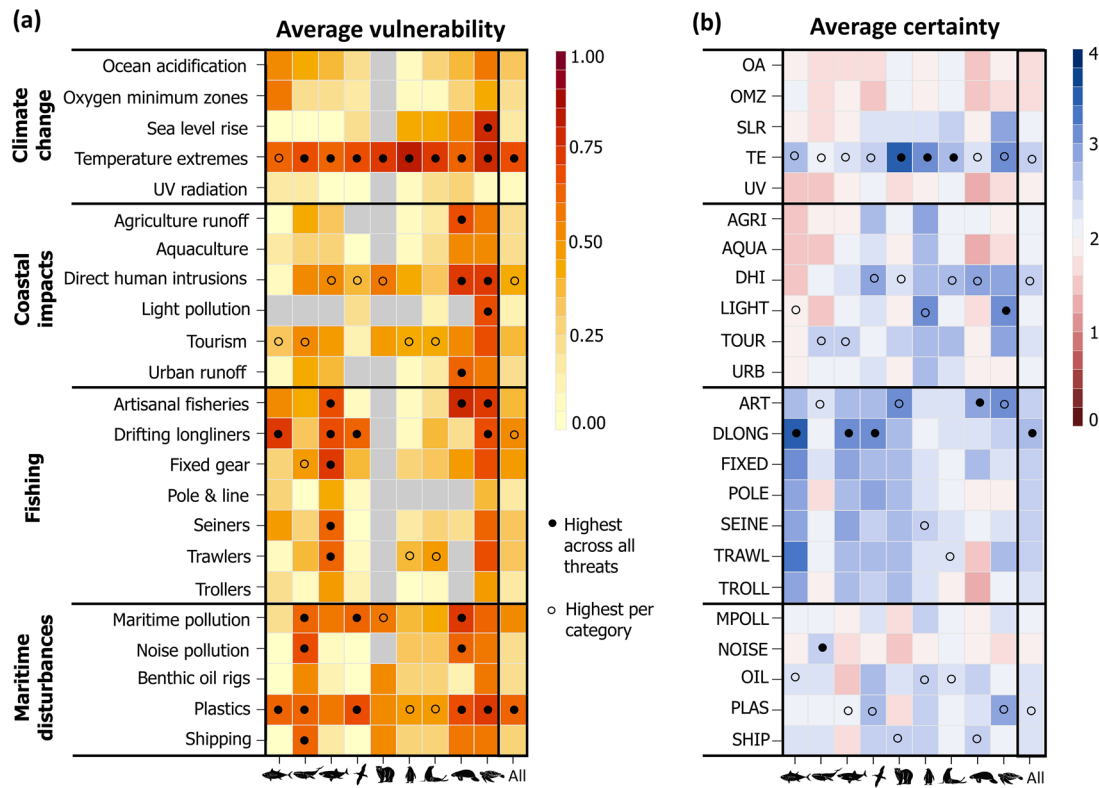 (a)
Average vulnerability
Climate
change
Ocean acidification
Oxygen minimum zones
Sea level rise
Temperature extremes
UV radiation
Coastal
impacts
Agriculture runoff
Aquaculture
Direct human intrusions
Light pollution
Tourism
Urban runoff
Fishing
Artisanal fisheries
Drifting longliners
Fixed gear
Pole & line
Seiners
Trawlers
Trollers
Maritime
disturbances
Maritime pollution
Noise pollution
Benthic oil rigs
Plastics
Shipping
All
1.00
0.75
0.50
0.25
0.00
Highest
across all
threats
Highest per
category
(b)
Average certainty
OA
OMZ
SLR
TE
UV
AGRI
AQUA
DHI
LIGHT
TOUR
URB
ART
DLONG
FIXED
POLE
SEINE
TRAWL
TROLL
MPOLL
NOISE
OIL
PLAS
SHIP
All
4
3
2
1
0